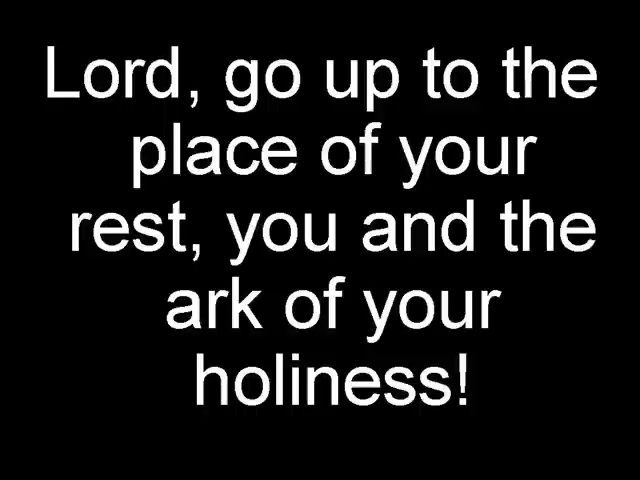 Lord, go up to the
place of your
rest, you and the
ark of your
holiness!